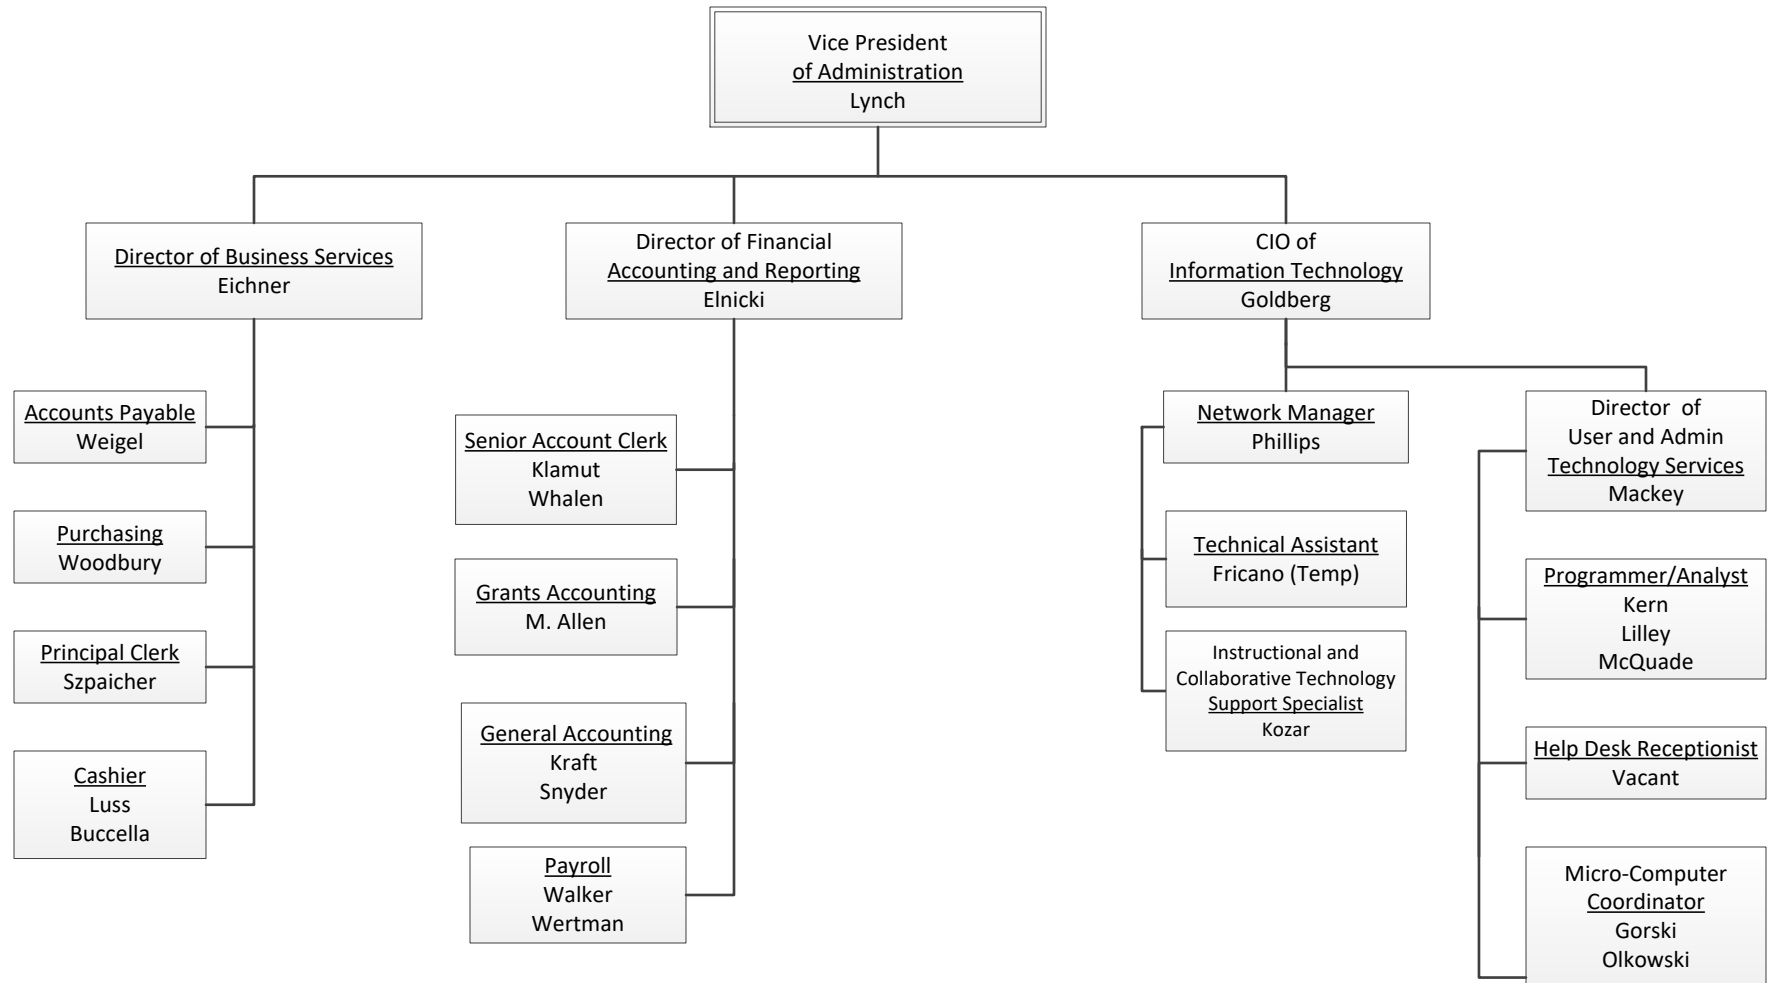 Vice President
of Administration
Lynch
Director of Business Services
Eichner
Director of Financial
Accounting and Reporting
Elnicki
CIO of
Information Technology
Goldberg
Accounts Payable
Weigel
Purchasing
Woodbury
Principal Clerk
Szpaicher
Cashier
Luss
Buccella
Senior Account Clerk
Klamut
Whalen
Grants Accounting
M. Allen
General Accounting
Kraft
Snyder
Payroll
Walker
Wertman
Network Manager
Phillips
Technical Assistant
Fricano (Temp)
Instructional and
Collaborative Technology
Support Specialist
Kozar
Director of
User and Admin
Technology Services
Mackey
Programmer/Analyst
Kern
Lilley
McQuade
Help Desk Receptionist
Vacant
Micro-Computer
Coordinator
Gorski
Olkowski